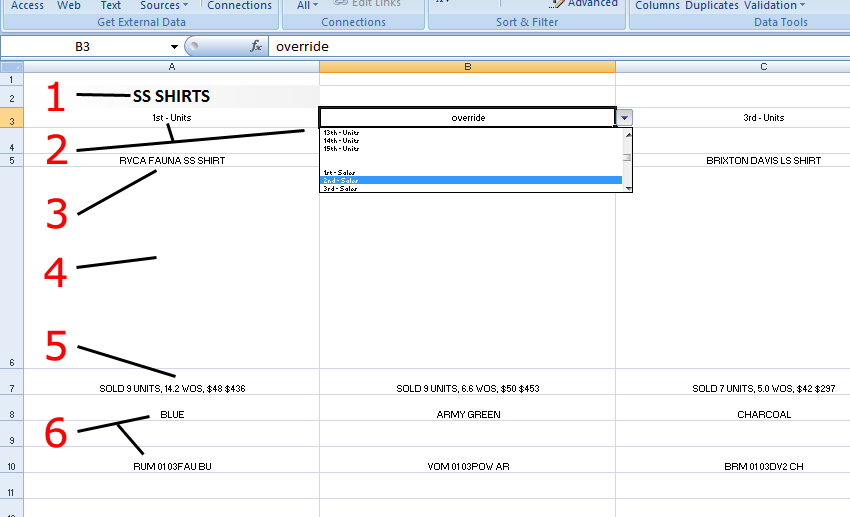 Access Web Text Sources Connections All Edit Links Advanced Columns Duplicates Validation
Get External Data Connections Sort & Filter Data Tools
B3 fx override
A B C
1
2 1 SS SHIRTS
3 1st - Units override 3rd - Units
13th - Units
4 2 14th - Units
15th - Units
5 RVCA FAUNA SS SHIRT BRIXTON DAVIS LS SHIRT
1st - Sales
2nd - Sales
3rd - Sales
3
4
5
6
7 SOLD 9 UNITS, 14.2 WOS, $48 $436 SOLD 9 UNITS, 6.6 WOS, $50 $453 SOLD 7 UNITS, 5.0 WOS, $42 $297
8 BLUE ARMY GREEN CHARCOAL
9 6
10 RUM 0103FAU BU VOM 0103POW AR BRM 0103DV2 CH
11